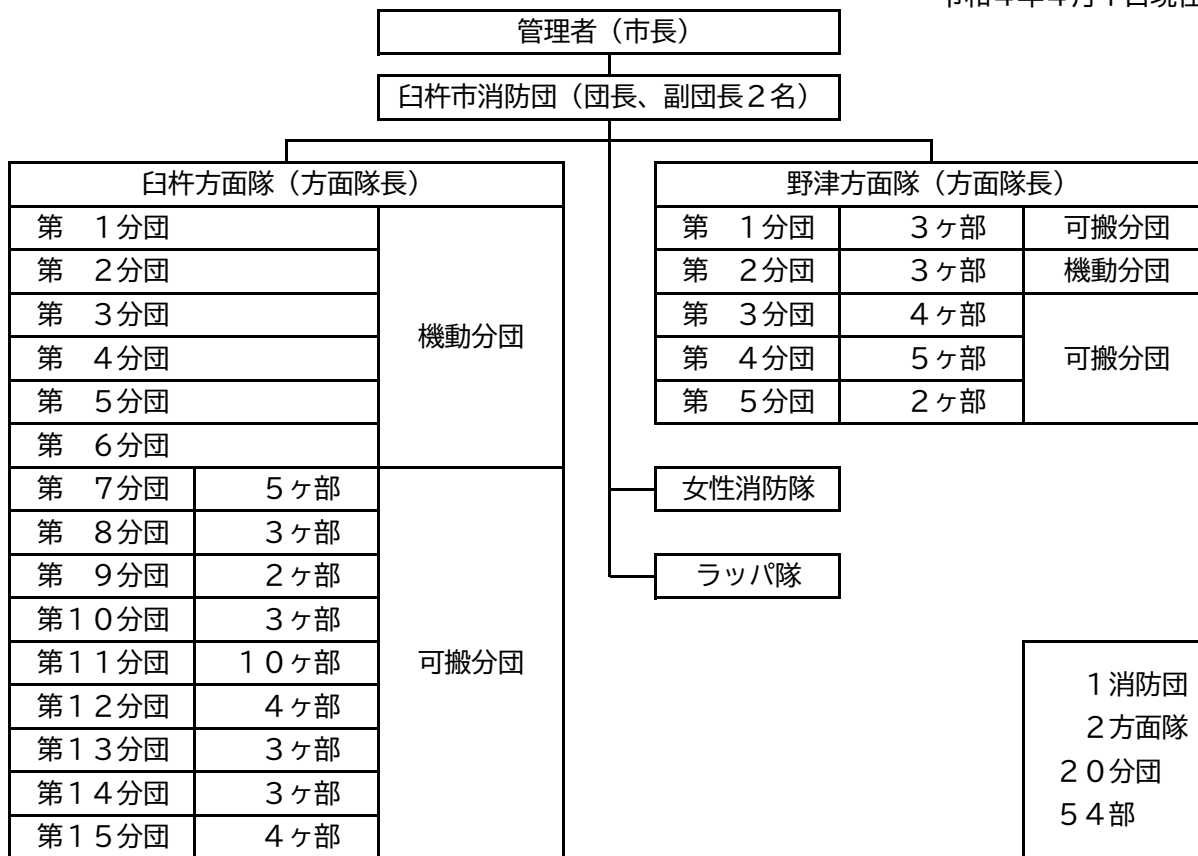 令和４年４月１日現在
管理者（市長）
臼杵市消防団（団長、副団長２名）
臼杵方面隊（方面隊長）
第　１分団
第　２分団
第　３分団
第　４分団
第　５分団
第　６分団
機動分団
第　７分団　５ヶ部
第　８分団　３ヶ部
第　９分団　２ヶ部
第１０分団　３ヶ部
第１１分団　１０ヶ部
第１２分団　４ヶ部
第１３分団　３ヶ部
第１４分団　３ヶ部
第１５分団　４ヶ部
可搬分団
野津方面隊（方面隊長）
第　１分団　３ヶ部　可搬分団
第　２分団　３ヶ部　機動分団
第　３分団　４ヶ部
第　４分団　５ヶ部
第　５分団　２ヶ部
可搬分団
女性消防隊
ラッパ隊
１消防団
２方面隊
２０分団
５４部